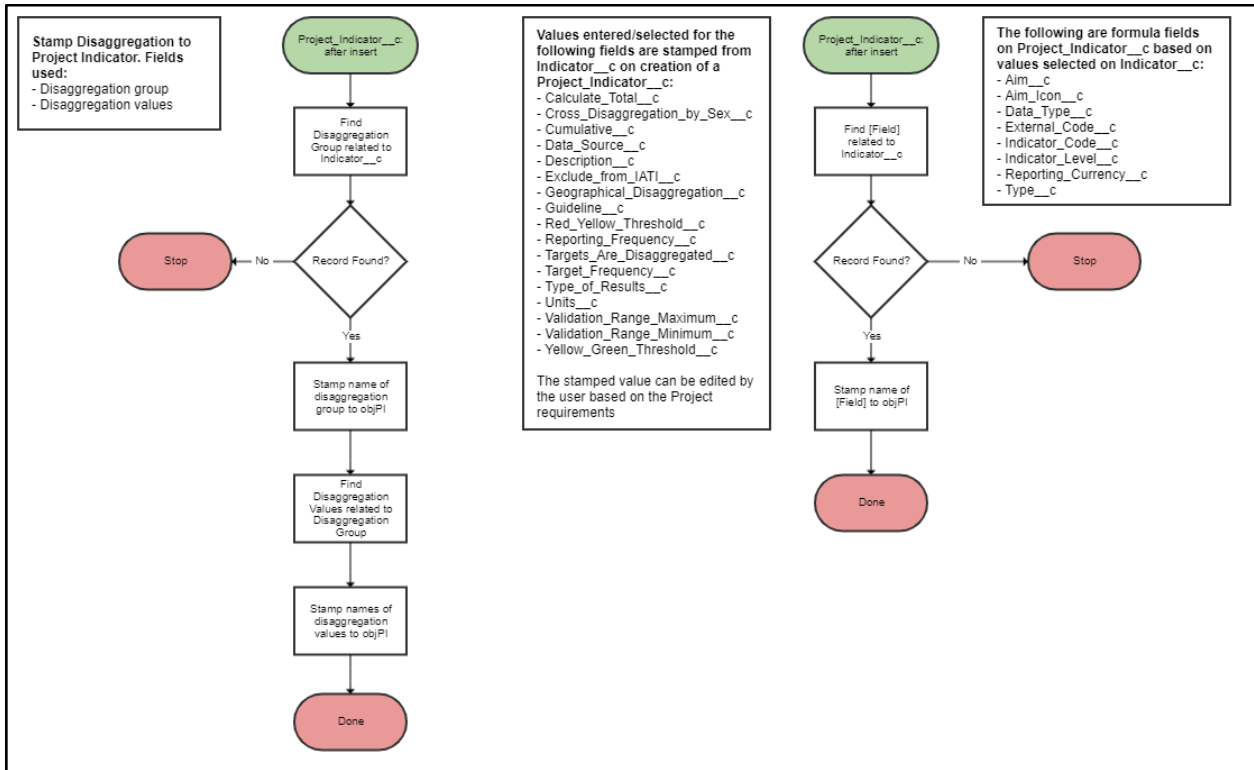 Stamp Disaggregation to
Project Indicator. Fields
used:
- Disaggregation group
- Disaggregation values
Project_Indicator__c:
after insert
Find
Disaggregation
Group related to
Indicator__c
Record Found?
No
Stop
Yes
Stamp name of
disaggregation
group to objPI
Find
Disaggregation
Values related to
Disaggregation
Group
Stamp names of
disaggregation
values to objPI
Done
Values entered/selected for the
following fields are stamped from
Indicator__c on creation of a
Project_Indicator__c:
- Calculate_Total__c
- Cross_Disaggregation_by_Sex__c
- Cumulative__c
- Data_Source__c
- Description__c
- Exclude_from_IATI__c
- Geographical_Disaggregation__c
- Guideline__c
- Red_Yellow_Threshold__c
- Reporting_Frequency__c
- Targets_Are_Disaggregated__c
- Target_Frequency__c
- Type_of_Results__c
- Units__c
- Validation_Range_Maximum__c
- Validation_Range_Minimum__c
- Yellow_Green_Threshold__c
The stamped value can be edited by
the user based on the Project
requirements
Project_Indicator__c:
after insert
Find [Field]
related to
Indicator__c
Record Found?
No
Stop
Yes
Stamp name of
[Field] to objPI
Done
The following are formula fields
on Project_Indicator__c based on
values selected on Indicator__c:
- Aim__c
- Aim_Icon__c
- Data_Type__c
- External_Code__c
- Indicator_Code__c
- Indicator_Level__c
- Reporting_Currency__c
- Type__c